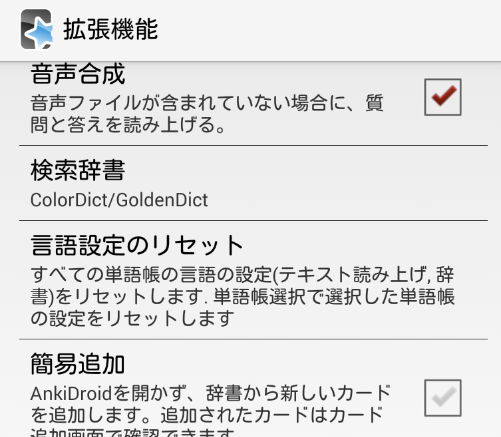 拡張機能
音声合成
音声ファイルが含まれていない場合に、質
問と答えを読み上げる。
検索辞書
ColorDict/GoldenDict
言語設定のリセット
すべての単語帳の言語の設定(テキスト読み上げ, 辞
書)をリセットします. 単語帳選択で選択した単語帳
の設定をリセットします
簡易追加
AnkiDroidを開かず、辞書から新しいカード
を追加します。追加されたカードはカード
追加画面で確認できます